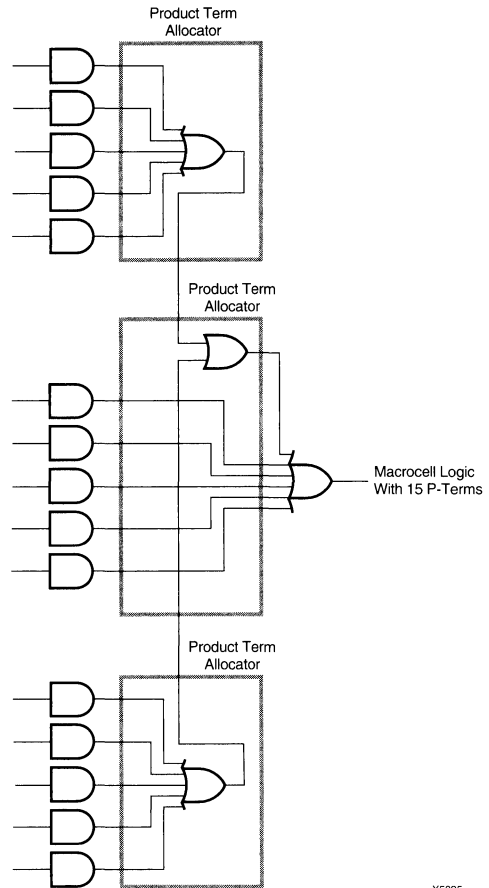 Product Term
Allocator
Product Term
Allocator
Macrocell Logic
With 15 P-Terms
Product Term
Allocator